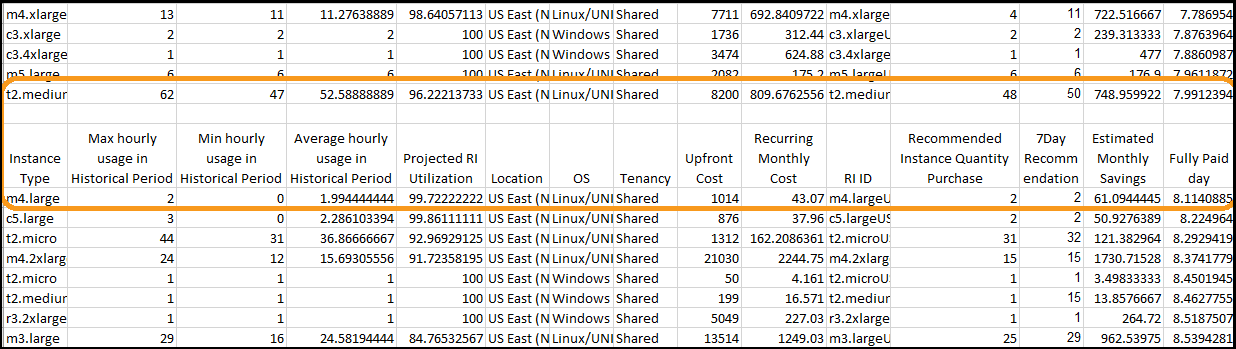 m4.xlarge 13 11 11.27638889 98.64057113 US East (N Linux/UNI Shared 7711 692.8409722 m4.xlarge 4 11 722.516667 7.786954
c3.xlarge 2 2 2 100 US East (N Windows Shared 1736 312.44 c3.xlargeU 2 2 239.313333 7.8763964
c3.4xlarge 1 1 1 100 US East (N Windows Shared 3474 624.88 c3.4xlarge 1 1 477 7.8860987
m5.large 6 6 6 100 US East (N Linux/UNI Shared 2082 175.2 m5.largeU 6 6 176.9 7.9611872
t2.mediur 62 47 52.58888889 96.22213733 US East (N Linux/UNI Shared 8200 809.6762556 t2.medium 48 50 748.959922 7.9912394
Max hourly Min hourly Average hourly Recurring Recommended 7Day Estimated
Instance usage in usage in usage in Projected RI Upfront Monthly Instance Quantity Recomm Monthly Fully Paid
Type Historical Period Historical Period Historical Period Utilization Location OS Tenancy Cost Cost RI ID Purchase endation Savings day
m4.large 2 0 1.994444444 99.72222222 US East (N Linux/UNI Shared 1014 43.07 m4.largeU 2 2 61.0944445 8.1140885
c5.large 3 0 2.286103394 99.86111111 US East (N Linux/UNI Shared 876 37.96 c5.largeUS 2 2 50.9276389 8.224964
t2.micro 44 31 36.86666667 92.96929125 US East (N Linux/UNI Shared 1312 162.2086361 t2.microU 31 32 121.382964 8.2929419
m4.2xlarg 24 12 15.69305556 91.72358195 US East (N Linux/UNI Shared 21030 2244.75 m4.2xlarg 15 15 1730.71528 8.3741779
t2.micro 1 1 1 100 US East (N Windows Shared 50 4.161 t2.microU 1 1 3.49833333 8.4501945
t2.mediur 1 1 1 100 US East (N Windows Shared 199 16.571 t2.medium 1 15 13.8576667 8.4627755
r3.2xlarge 1 1 1 100 US East (N Windows Shared 5049 227.03 r3.2xlarge 1 1 264.72 8.5187507
m3.large 29 16 24.58194444 84.76532567 US East (N Linux/UNI Shared 13514 1249.03 m3.largeU 25 29 962.53975 8.5394281